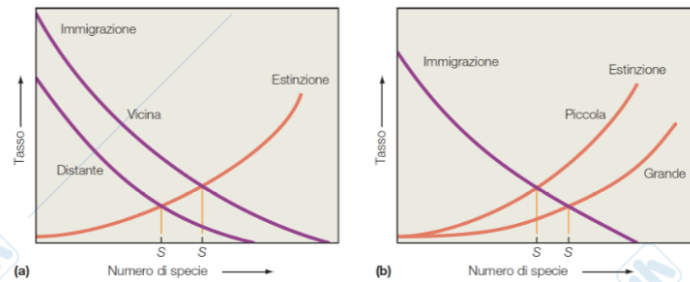 Immigrazione
Estinzione
Vicina
Distante
Tasso
S
S
(a)
Numero di specie
Immigrazione
Estinzione
Piccola
Grande
Tasso
S
S
(b)
Numero di specie